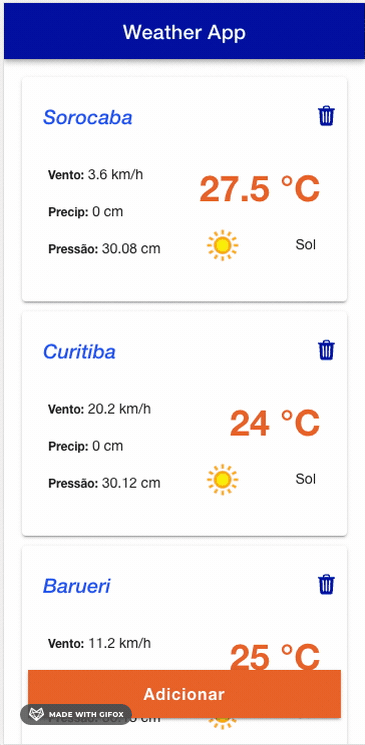 Weather App
Sorocaba
Vento: 3.6 km/h
27.5 °C
Precip: 0 cm
Pressão: 30.08 cm
Sol
Curitiba
Vento: 20.2 km/h
24 °C
Precip: 0 cm
Pressão: 30.12 cm
Sol
Barueri
Vento: 11.2 km/h
25 °C
Adicionar
MADE WITH GIFOX